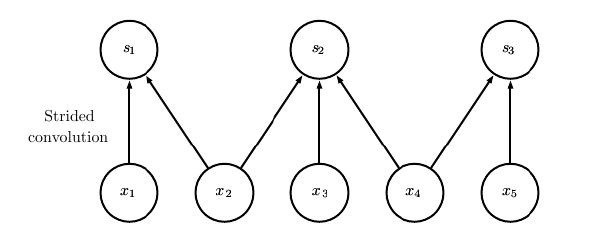 s₁ s₂ s₃
Strided
convolution
x₁ x₂ x₃ x₄ x₅